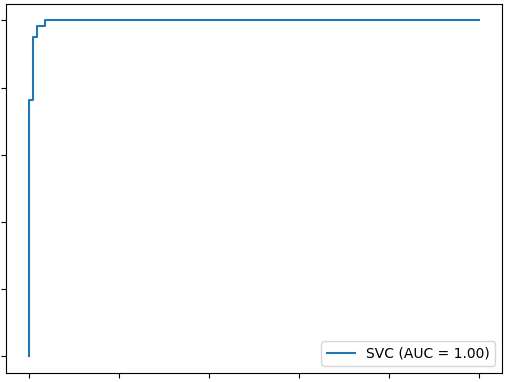 SVC (AUC = 1.00)